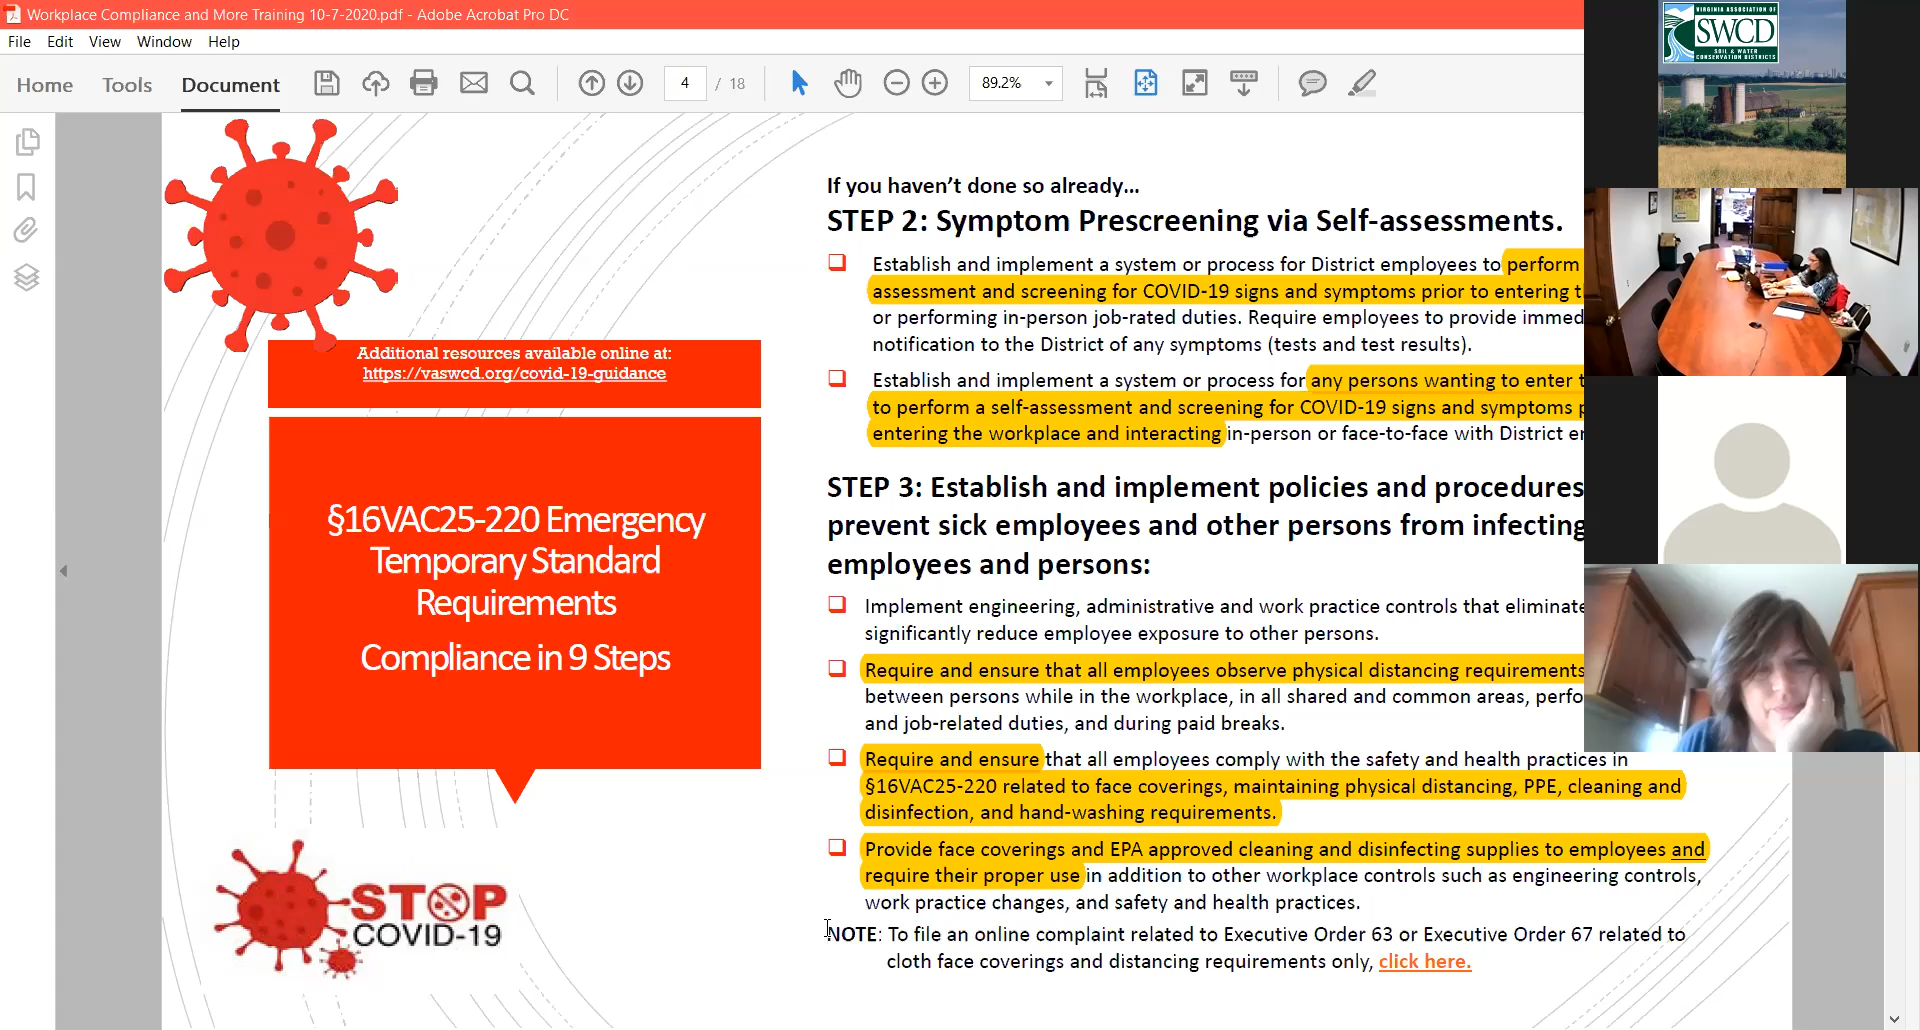 Workplace Compliance and More Training 10-7-2020.pdf - Adobe Acrobat Pro DC
File Edit View Window Help
Home Tools Document 4 / 18 89.2%
VIRGINIA ASSOCIATION OF
SWCD
SOIL & WATER
CONSERVATION DISTRICTS
Additional resources available online at:
https://vaswcd.org/covid-19-guidance
§16VAC25-220 Emergency
Temporary Standard
Requirements
Compliance in 9 Steps
STOP
COVID-19
If you haven't done so already...
STEP 2: Symptom Prescreening via Self-assessments.
Establish and implement a system or process for District employees to perform
assessment and screening for COVID-19 signs and symptoms prior to entering
or performing in-person job-rated duties. Require employees to provide
notification to the District of any symptoms (tests and test results).
Establish and implement a system or process for any persons wanting to enter
to perform a self-assessment and screening for COVID-19 signs and symptoms
entering the workplace and interacting in-person or face-to-face with District
STEP 3: Establish and implement policies and procedures
prevent sick employees and other persons from infecting
employees and persons:
Implement engineering, administrative and work practice controls that eliminate
significantly reduce employee exposure to other persons.
Require and ensure that all employees observe physical distancing requirements
between persons while in the workplace, in all shared and common areas,
and job-related duties, and during paid breaks.
Require and ensure that all employees comply with the safety and health practices in
§16VAC25-220 related to face coverings, maintaining physical distancing, PPE, cleaning and
disinfection, and hand-washing requirements.
Provide face coverings and EPA approved cleaning and disinfecting supplies to employees and
require their proper use in addition to other workplace controls such as engineering controls,
work practice changes, and safety and health practices.
NOTE: To file an online complaint related to Executive Order 63 or Executive Order 67 related to
cloth face coverings and distancing requirements only, click here.